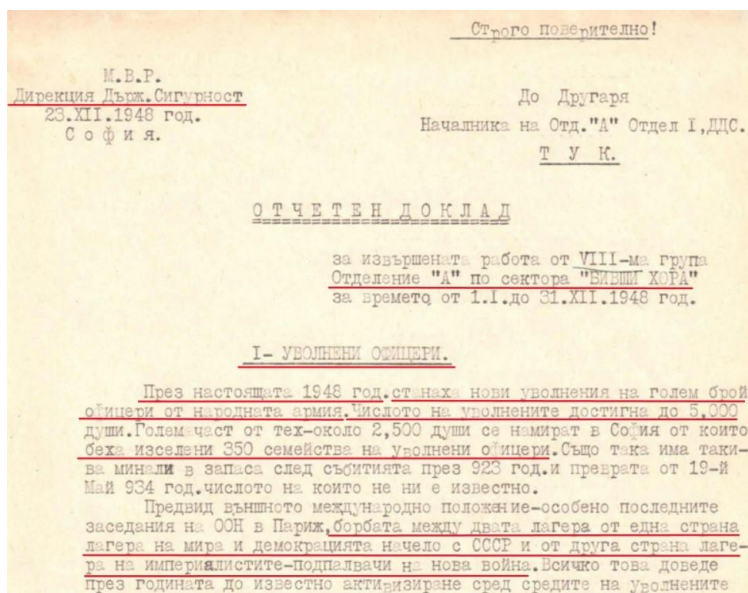 Строго поверително!
М.В.Р.
Дирекция Държ.Сигурност
23.XII.1948 год.
С о ф и я.
До Другаря
Началника на Отд."А" Отдел I,ДДС.
Т У К.
О Т Ч Е Т Е Н  Д О К Л А Д
за извършената работа от VIII-ма група
Отделение "А" по сектора "БИВШИ ХОРА"
за времето от 1.I.до 31.XII.1948 год.
I- УВОЛНЕНИ ОФИЦЕРИ.
През настоящата 1948 год.станаха нови уволнения на голем брой
офицери от народната армия.Числото на уволнените достигна до 5,000
души.Големачаст от тех-около 2,500 души се намират в София от които
беха изселени 350 семейства на уволнени офицери.Също така има таки-
ва минали в запаса след събитията през 923 год.и преврата от 19-й
Май 934 год.числото на които не ни е известно.
Предвид външното международно положение-особено последните
заседания на ООН в Париж,борбата между двата лагера от една страна
лагера на мира и демокрацията начело с СССР и от друга страна лаге-
ра на империалистите-подпалвачи на нова война.Всичко това доведе
през годината до известно активизиране сред средите на уволнените